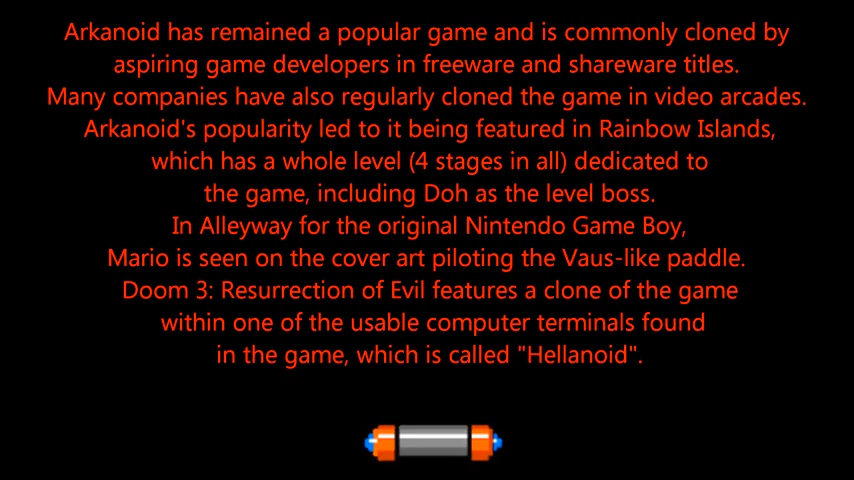 Arkanoid has remained a popular game and is commonly cloned by
aspiring game developers in freeware and shareware titles.
Many companies have also regularly cloned the game in video arcades.
Arkanoid's popularity led to it being featured in Rainbow Islands,
which has a whole level (4 stages in all) dedicated to
the game, including Doh as the level boss.
In Alleyway for the original Nintendo Game Boy,
Mario is seen on the cover art piloting the Vaus-like paddle.
Doom 3: Resurrection of Evil features a clone of the game
within one of the usable computer terminals found
in the game, which is called "Hellanoid".